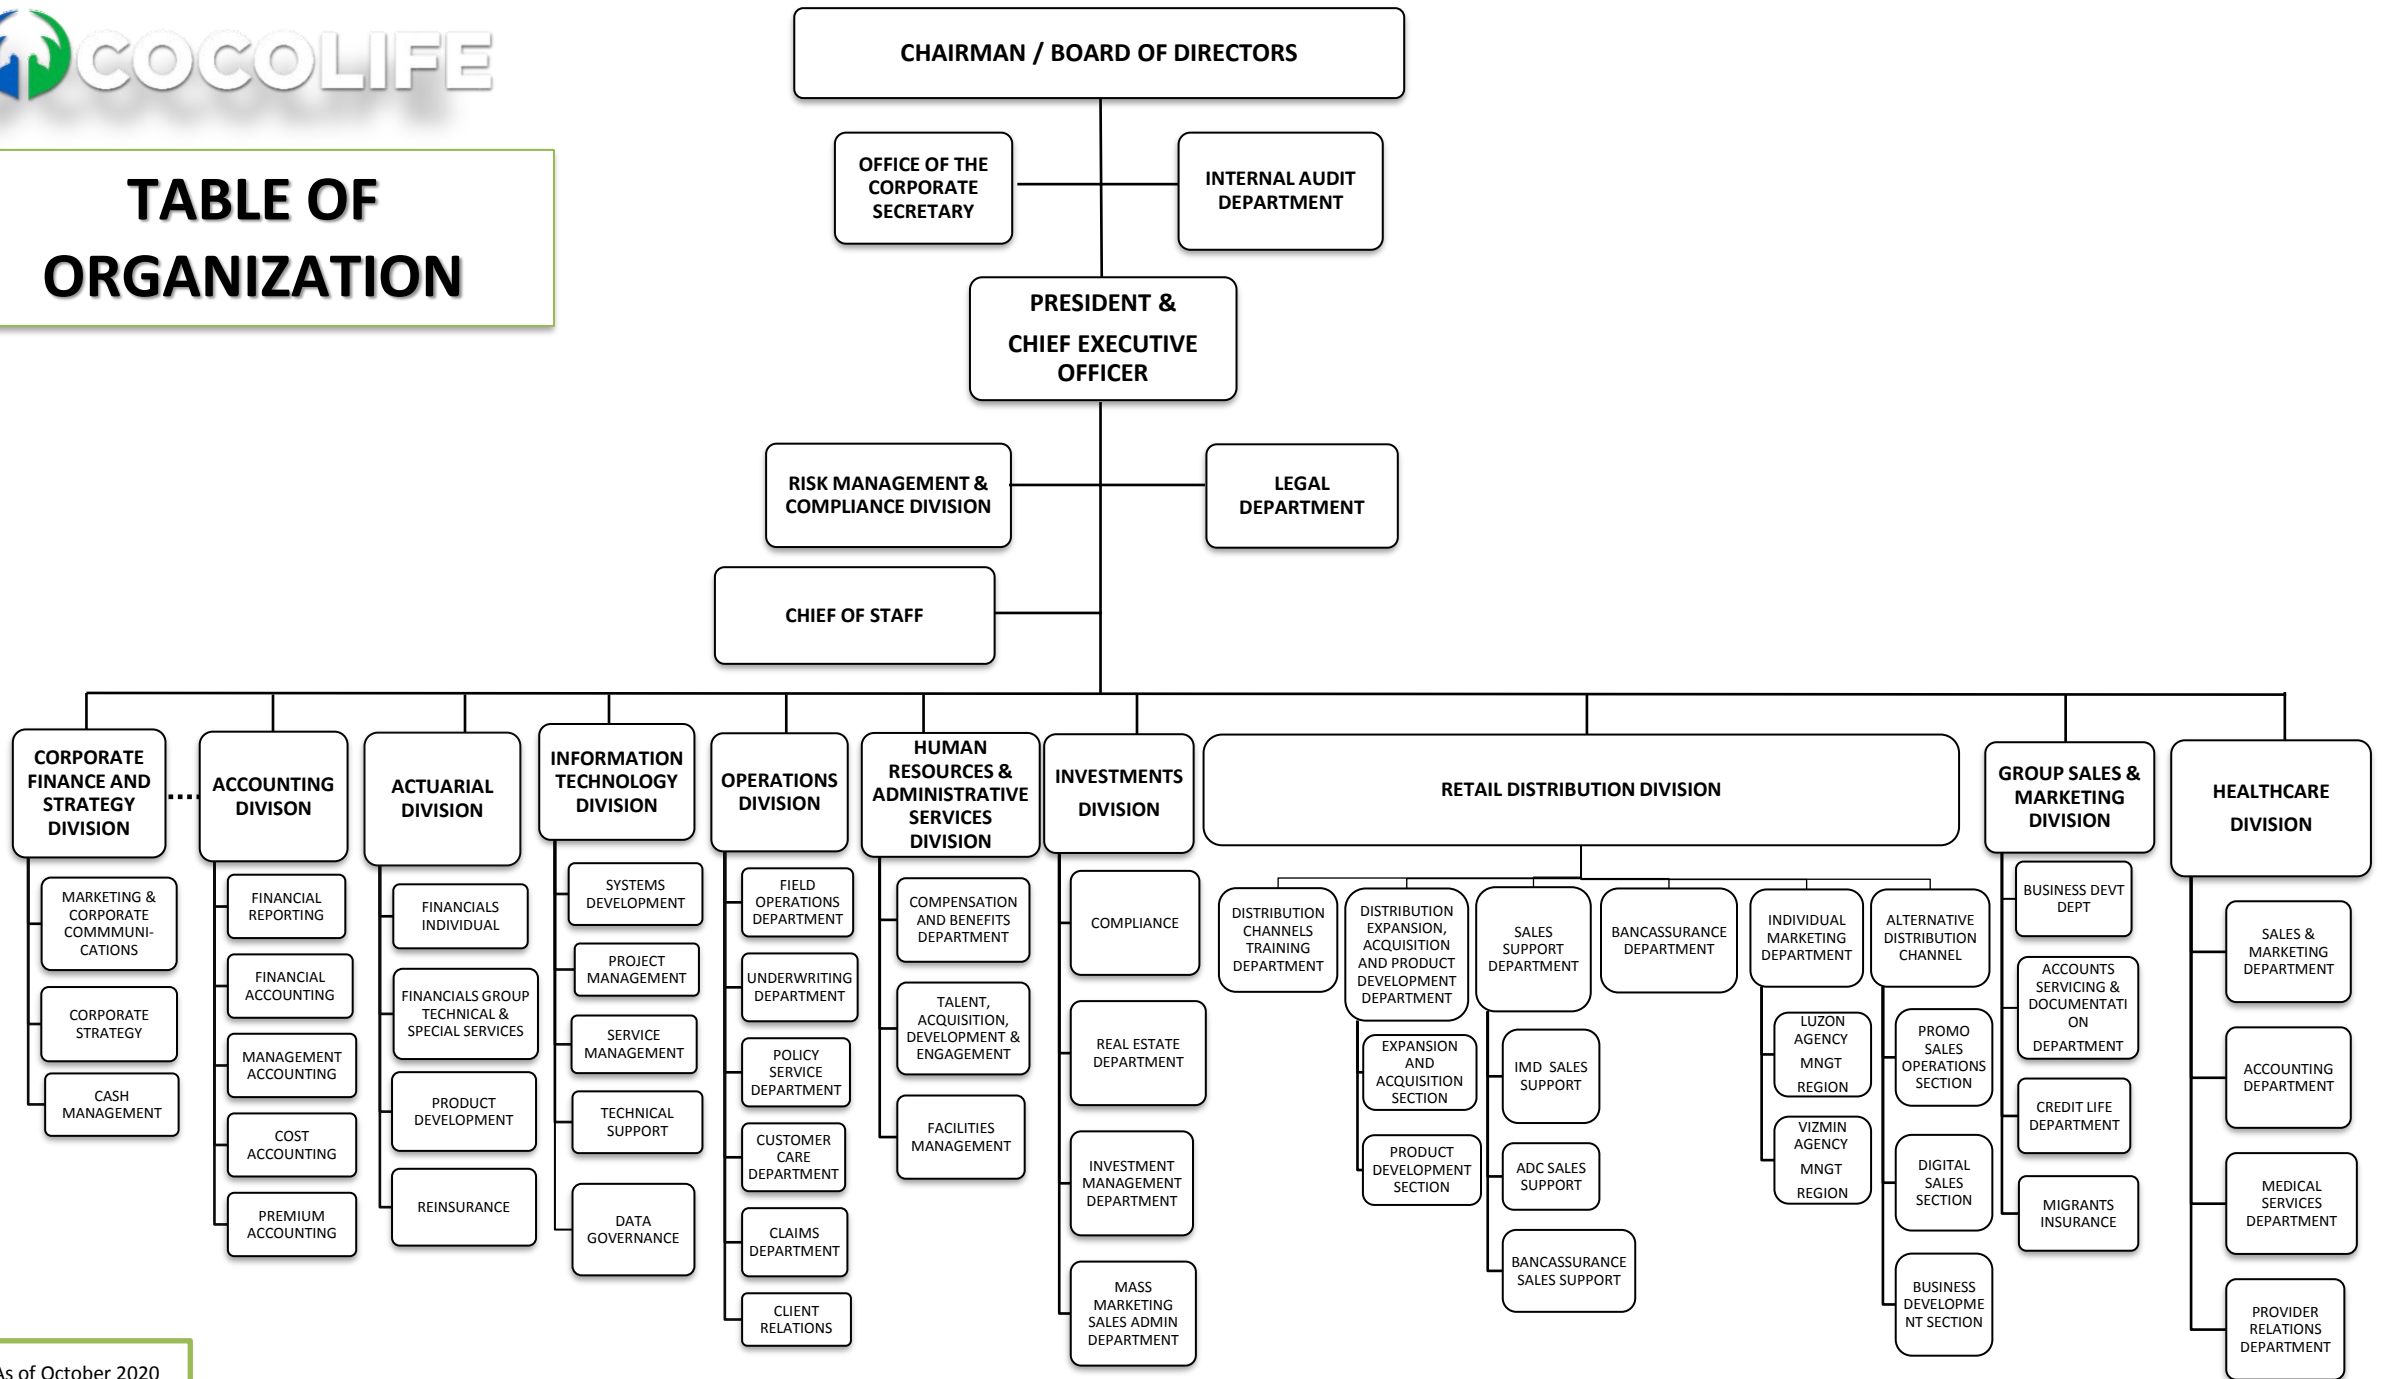 COCOLIFE
TABLE OF
ORGANIZATION
CHAIRMAN / BOARD OF DIRECTORS
OFFICE OF THE
CORPORATE
SECRETARY
INTERNAL AUDIT
DEPARTMENT
PRESIDENT &
CHIEF EXECUTIVE
OFFICER
RISK MANAGEMENT &
COMPLIANCE DIVISION
LEGAL
DEPARTMENT
CHIEF OF STAFF
CORPORATE
FINANCE AND
STRATEGY
DIVISION
MARKETING &
CORPORATE
COMMMUNI-
CATIONS
CORPORATE
STRATEGY
CASH
MANAGEMENT
ACCOUNTING
DIVISON
FINANCIAL
REPORTING
FINANCIAL
ACCOUNTING
MANAGEMENT
ACCOUNTING
COST
ACCOUNTING
PREMIUM
ACCOUNTING
ACTUARIAL
DIVISION
FINANCIALS
INDIVIDUAL
FINANCIALS GROUP
TECHNICAL &
SPECIAL SERVICES
PRODUCT
DEVELOPMENT
REINSURANCE
INFORMATION
TECHNOLOGY
DIVISION
SYSTEMS
DEVELOPMENT
PROJECT
MANAGEMENT
SERVICE
MANAGEMENT
TECHNICAL
SUPPORT
DATA
GOVERNANCE
OPERATIONS
DIVISION
FIELD
OPERATIONS
DEPARTMENT
UNDERWRITING
DEPARTMENT
POLICY
SERVICE
DEPARTMENT
CUSTOMER
CARE
DEPARTMENT
CLAIMS
DEPARTMENT
CLIENT
RELATIONS
HUMAN
RESOURCES &
ADMINISTRATIVE
SERVICES
DIVISION
COMPENSATION
AND BENEFITS
DEPARTMENT
TALENT,
ACQUISITION,
DEVELOPMENT &
ENGAGEMENT
FACILITIES
MANAGEMENT
INVESTMENTS
DIVISION
COMPLIANCE
REAL ESTATE
DEPARTMENT
INVESTMENT
MANAGEMENT
DEPARTMENT
MASS
MARKETING
SALES ADMIN
DEPARTMENT
RETAIL DISTRIBUTION DIVISION
DISTRIBUTION
CHANNELS
TRAINING
DEPARTMENT
DISTRIBUTION
EXPANSION,
ACQUISITION
AND PRODUCT
DEVELOPMENT
DEPARTMENT
EXPANSION
AND
ACQUISITION
SECTION
PRODUCT
DEVELOPMENT
SECTION
SALES
SUPPORT
DEPARTMENT
IMD SALES
SUPPORT
ADC SALES
SUPPORT
BANCASSURANCE
SALES SUPPORT
BANCASSURANCE
DEPARTMENT
INDIVIDUAL
MARKETING
DEPARTMENT
LUZON
AGENCY
MNGT
REGION
VIZMIN
AGENCY
MNGT
REGION
ALTERNATIVE
DISTRIBUTION
CHANNEL
PROMO
SALES
OPERATIONS
SECTION
DIGITAL
SALES
SECTION
BUSINESS
DEVELOPME
NT SECTION
GROUP SALES &
MARKETING
DIVISION
BUSINESS DEVT
DEPT
ACCOUNTS
SERVICING &
DOCUMENTATI
ON
DEPARTMENT
CREDIT LIFE
DEPARTMENT
MIGRANTS
INSURANCE
HEALTHCARE
DIVISION
SALES &
MARKETING
DEPARTMENT
ACCOUNTING
DEPARTMENT
MEDICAL
SERVICES
DEPARTMENT
PROVIDER
RELATIONS
DEPARTMENT
As of October 2020